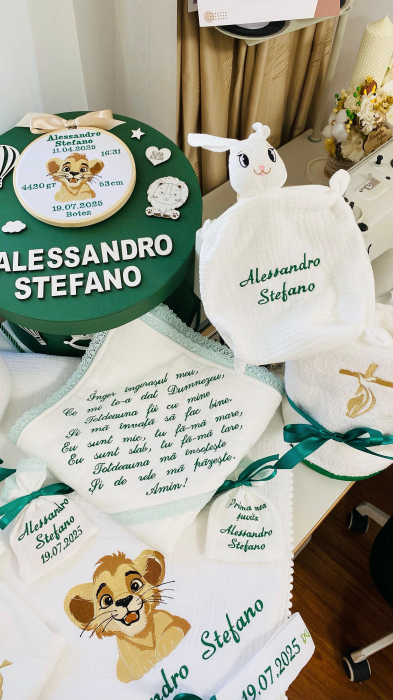 Alessandro
Stefano
11.04.2025
16:31
4420 gr
53cm
19.07.2025
Botez
ALESSANDRO
STEFANO
Alessandro
Stefano
Înger îngerașul meu,
Ce mi te-a dat Dumnezeu,
Totdeauna fii cu mine
Și mă învață să fac bine.
Eu sunt mic, tu fă-mă mare,
Eu sunt slab, tu fă-mă tare,
Totdeauna mă însoțește
Și de rele mă păzește.
Amin!
Alessandro
Stefano
19.07.2025
Prima mea
Alessandro
Stefano
ndro Stefano
19.07.2025